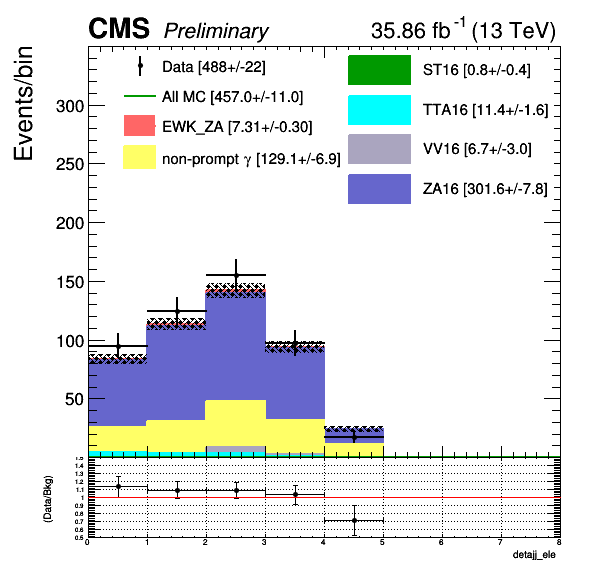 CMS Preliminary 35.86 fb⁻¹ (13 TeV)
Events/bin
Data [488+/-22]
All MC [457.0+/-11.0]
EWK_ZA [7.31+/-0.30]
non-prompt γ [129.1+/-6.9]
ST16 [0.8+/-0.4]
TTA16 [11.4+/-1.6]
VV16 [6.7+/-3.0]
ZA16 [301.6+/-7.8]
300
250
200
150
100
50
(Data/Bkg)
1.5
1.4
1.3
1.2
1.1
1
0.9
0.8
0.7
0.6
0.5
0 1 2 3 4 5 6 7 8
detajj_ele